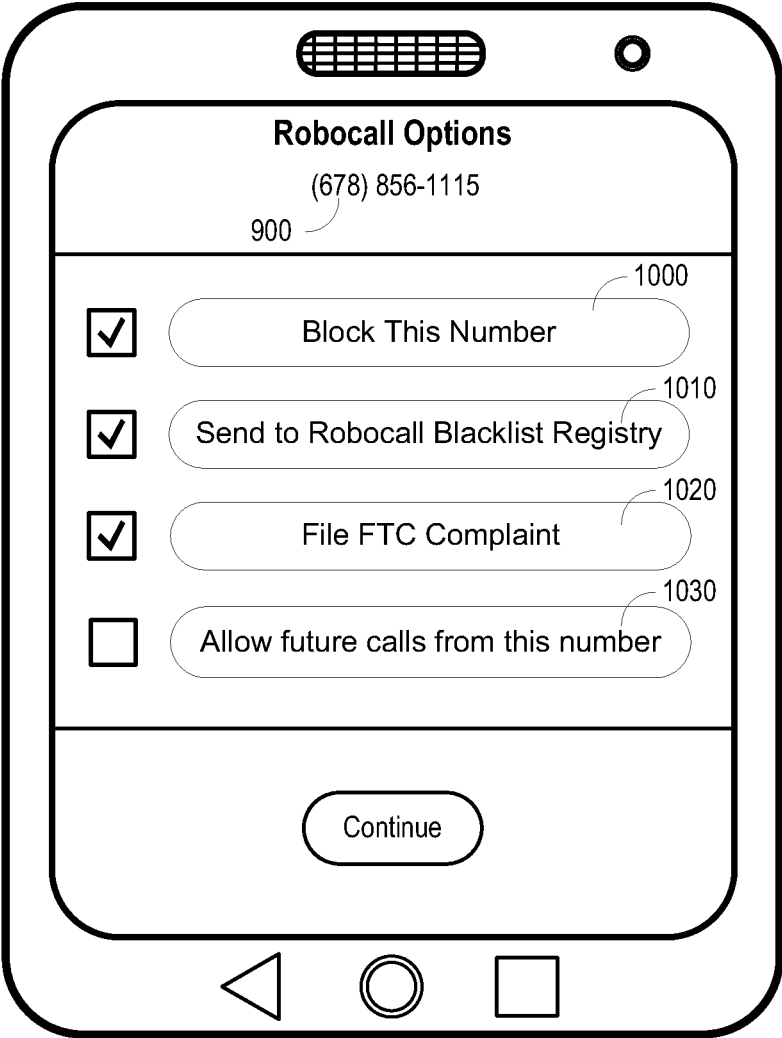 Robocall Options
(678) 856-1115
900
1000
Block This Number
1010
Send to Robocall Blacklist Registry
1020
File FTC Complaint
1030
Allow future calls from this number
Continue